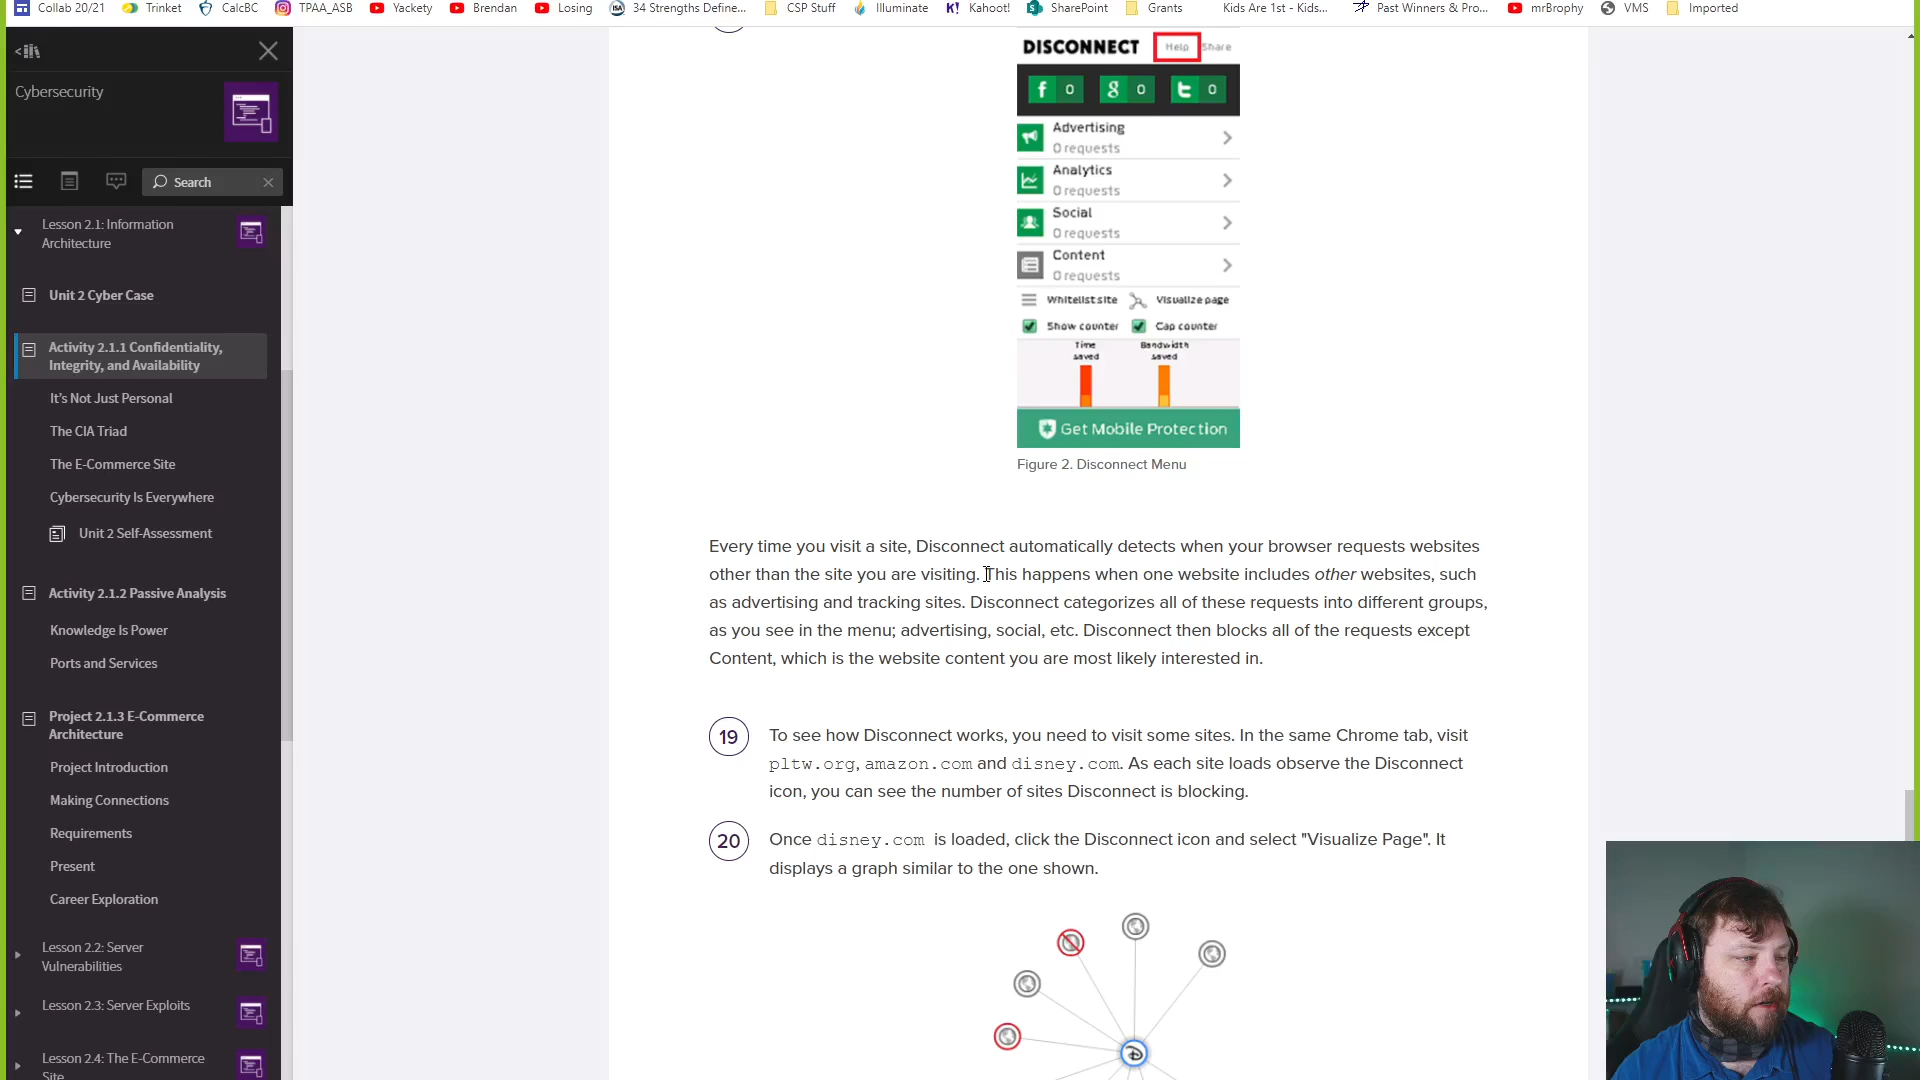 Collab 20/21 Trinket CalcBC TPAA_ASB Yackety Brendan Losing 34 Strengths Define... CSP Stuff Illuminate Kahoot! SharePoint Grants Kids Are 1st - Kids... Past Winners & Pro... mrBrophy VMS Imported
Cybersecurity
Search
Lesson 2.1: Information
Architecture
Unit 2 Cyber Case
Activity 2.1.1 Confidentiality,
Integrity, and Availability
It's Not Just Personal
The CIA Triad
The E-Commerce Site
Cybersecurity Is Everywhere
Unit 2 Self-Assessment
Activity 2.1.2 Passive Analysis
Knowledge Is Power
Ports and Services
Project 2.1.3 E-Commerce
Architecture
Project Introduction
Making Connections
Requirements
Present
Career Exploration
Lesson 2.2: Server
Vulnerabilities
Lesson 2.3: Server Exploits
Lesson 2.4: The E-Commerce
Site
DISCONNECT Help Share
f 0 g 0 t 0
Advertising
0 requests
Analytics
0 requests
Social
0 requests
Content
0 requests
Whitelist site Visualize page
Show counter Cap counter
Time Bandwidth
saved saved
Get Mobile Protection
Figure 2. Disconnect Menu
Every time you visit a site, Disconnect automatically detects when your browser requests websites
other than the site you are visiting. This happens when one website includes other websites, such
as advertising and tracking sites. Disconnect categorizes all of these requests into different groups,
as you see in the menu; advertising, social, etc. Disconnect then blocks all of the requests except
Content, which is the website content you are most likely interested in.
19 To see how Disconnect works, you need to visit some sites. In the same Chrome tab, visit
pltw.org, amazon.com and disney.com. As each site loads observe the Disconnect
icon, you can see the number of sites Disconnect is blocking.
20 Once disney.com is loaded, click the Disconnect icon and select "Visualize Page". It
displays a graph similar to the one shown.